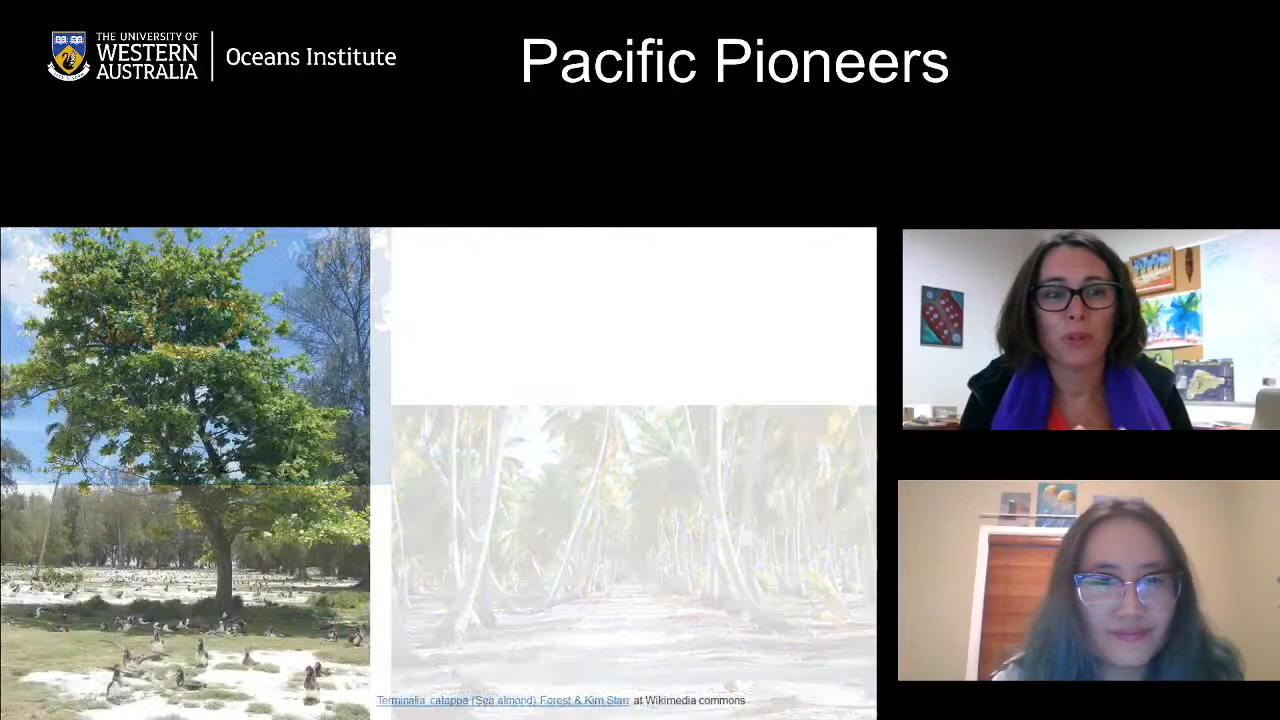 THE UNIVERSITY OF
WESTERN
AUSTRALIA
Oceans Institute
Pacific Pioneers
Terminalia catappa (Sea almond) Forest & Kim Starr at Wikimedia commons